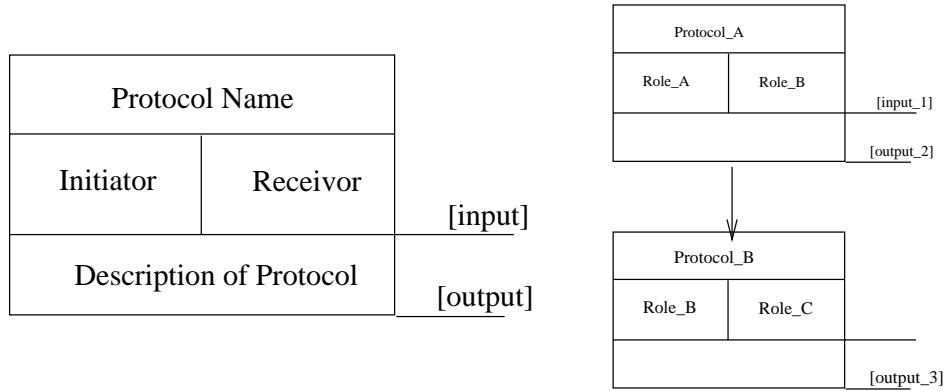 Protocol Name
Initiator Receivor
[input]
Description of Protocol
[output]
Protocol_A
Role_A Role_B
[input_1]
[output_2]
Protocol_B
Role_B Role_C
[output_3]